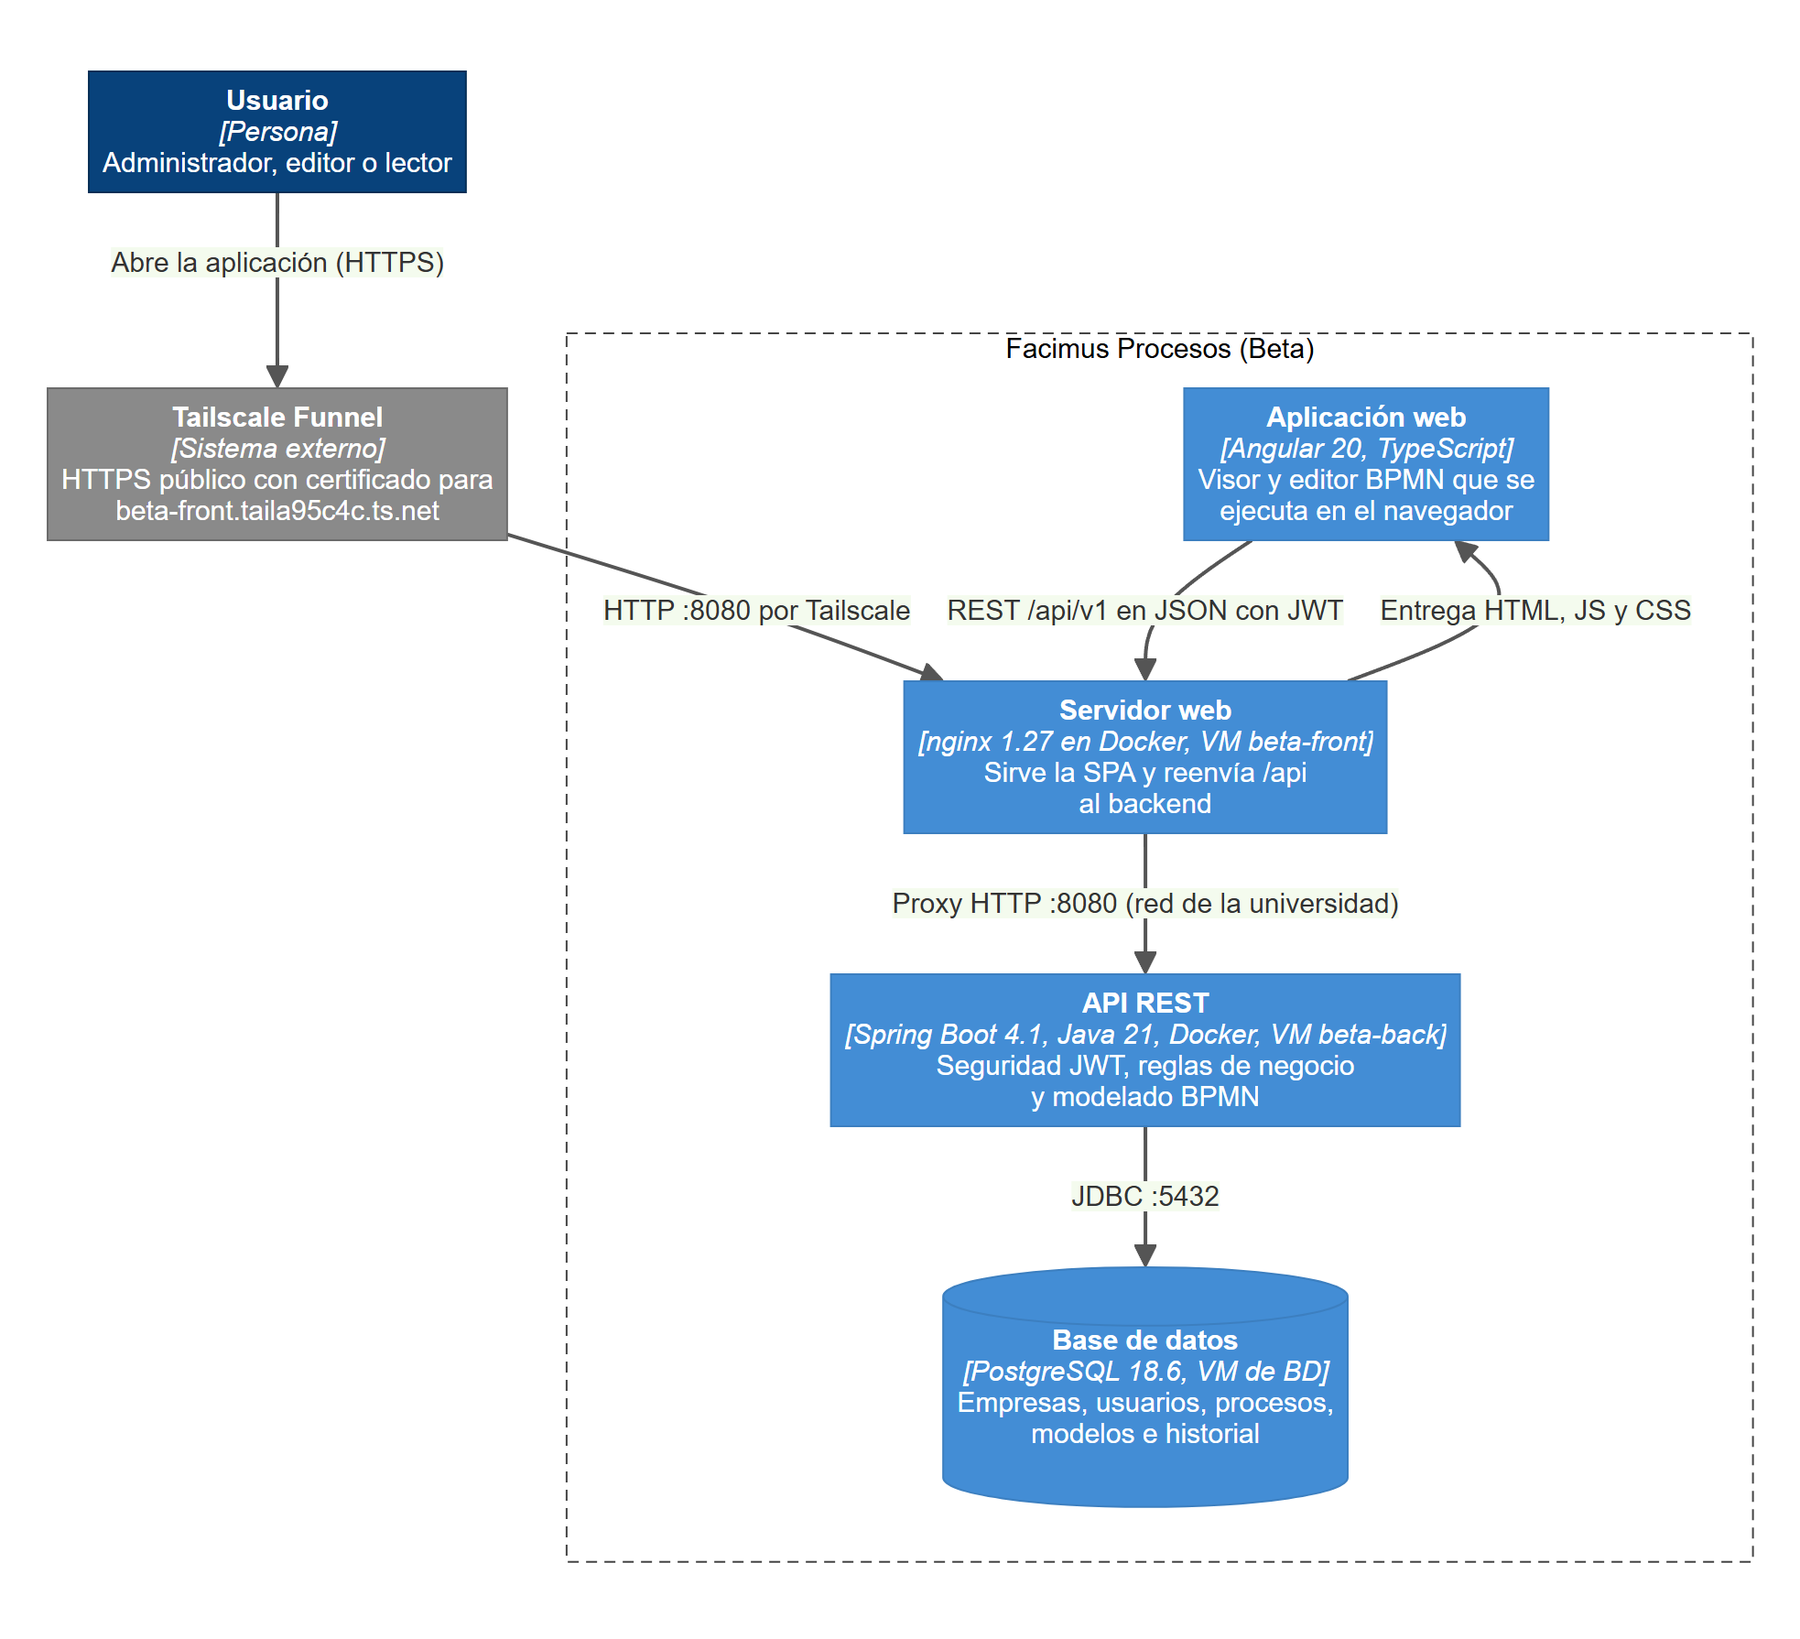 Usuario
[Persona]
Administrador, editor o lector
Abre la aplicación (HTTPS)
Facimus Procesos (Beta)
Tailscale Funnel
[Sistema externo]
HTTPS público con certificado para
beta-front.taila95c4c.ts.net
Aplicación web
[Angular 20, TypeScript]
Visor y editor BPMN que se
ejecuta en el navegador
HTTP :8080 por Tailscale
REST /api/v1 en JSON con JWT
Entrega HTML, JS y CSS
Servidor web
[nginx 1.27 en Docker, VM beta-front]
Sirve la SPA y reenvía /api
al backend
Proxy HTTP :8080 (red de la universidad)
API REST
[Spring Boot 4.1, Java 21, Docker, VM beta-back]
Seguridad JWT, reglas de negocio
y modelado BPMN
JDBC :5432
Base de datos
[PostgreSQL 18.6, VM de BD]
Empresas, usuarios, procesos,
modelos e historial